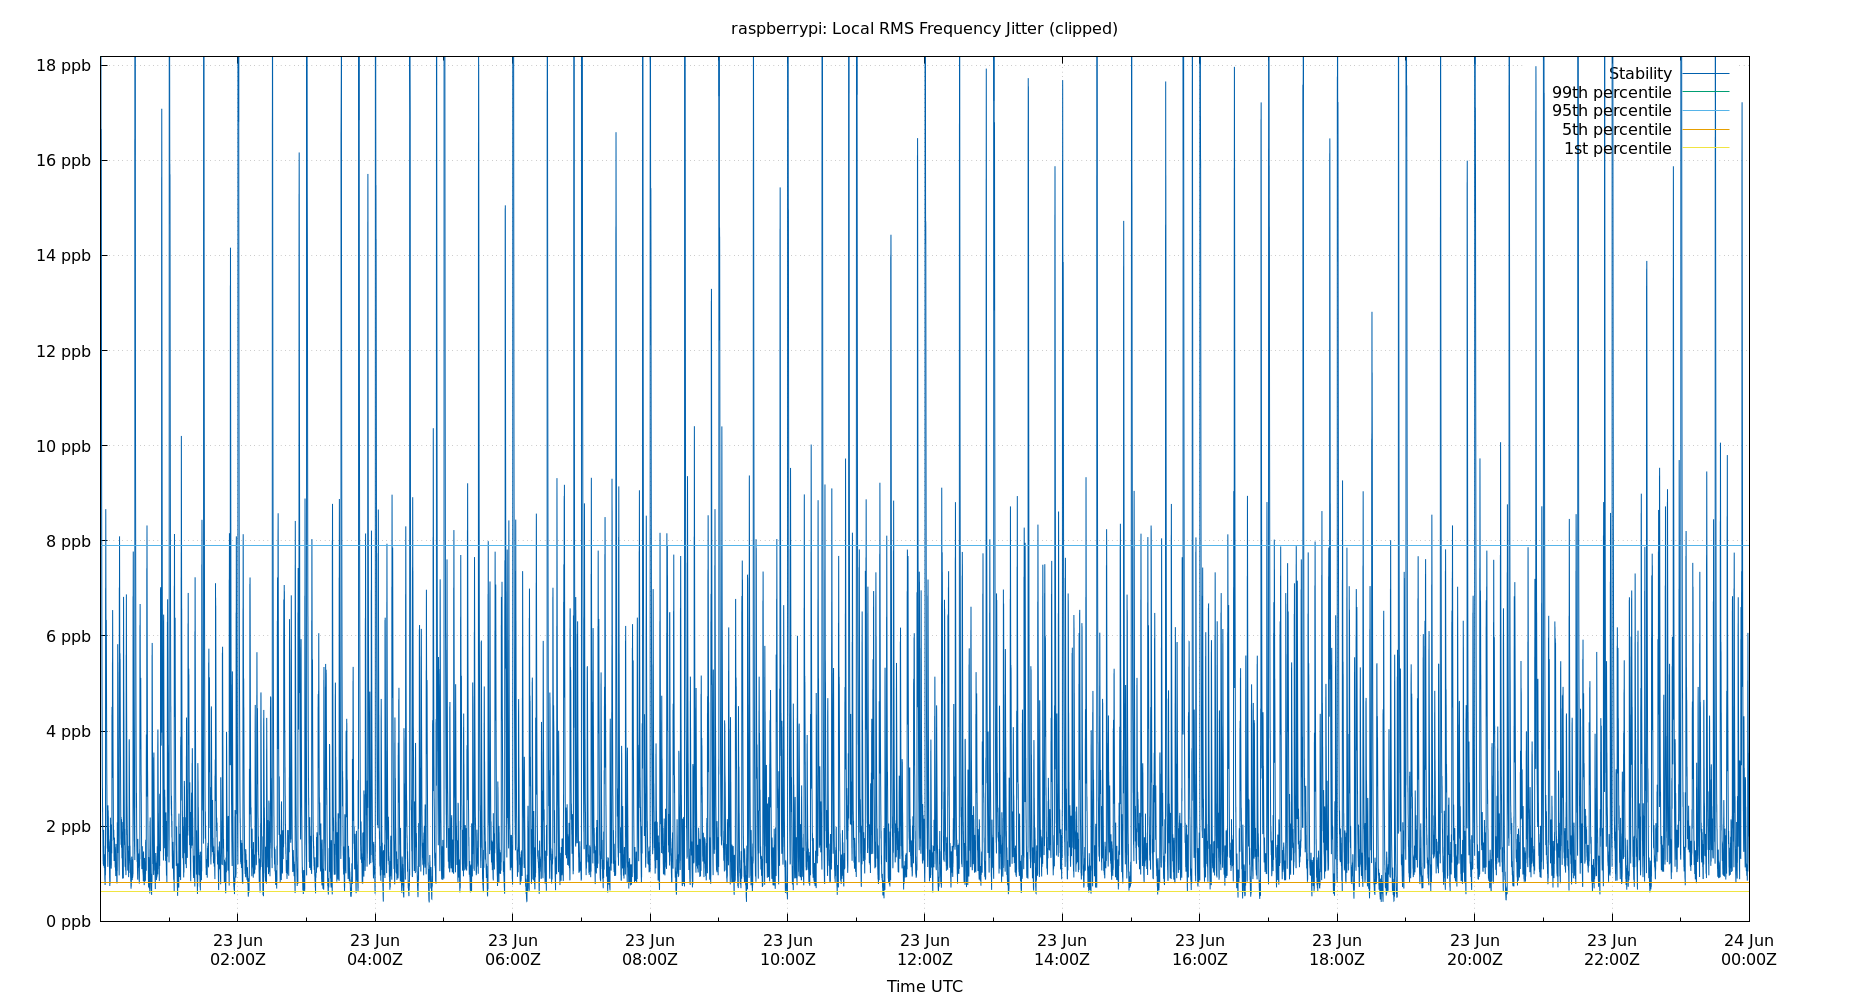 raspberrypi: Local RMS Frequency Jitter (clipped)
18 ppb
16 ppb
14 ppb
12 ppb
10 ppb
8 ppb
6 ppb
4 ppb
2 ppb
0 ppb
Stability
99th percentile
95th percentile
5th percentile
1st percentile
23 Jun 02:00Z
23 Jun 04:00Z
23 Jun 06:00Z
23 Jun 08:00Z
23 Jun 10:00Z
23 Jun 12:00Z
23 Jun 14:00Z
23 Jun 16:00Z
23 Jun 18:00Z
23 Jun 20:00Z
23 Jun 22:00Z
24 Jun 00:00Z
Time UTC